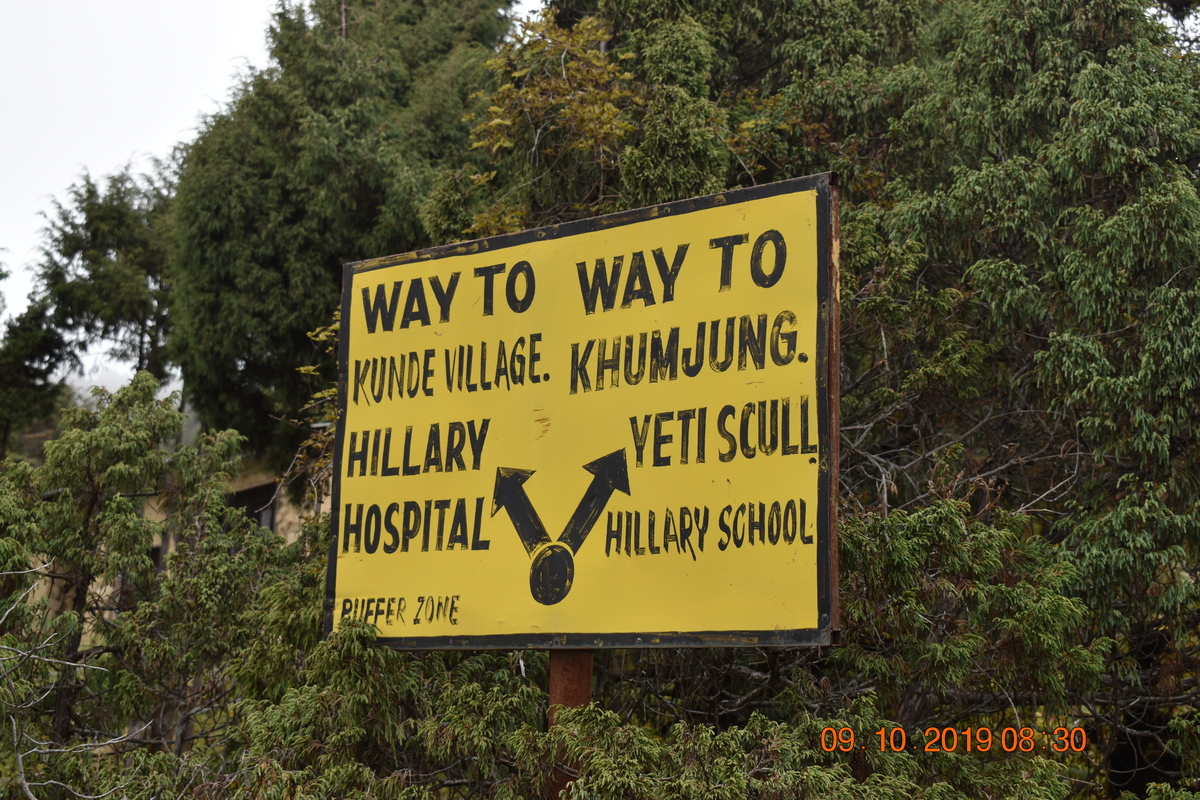 WAY TO
KUNDE VILLAGE.
HILLARY
HOSPITAL
BUFFER ZONE
WAY TO
KHUMJUNG.
YETI SCULL
HILLARY SCHOOL
09 10 2019 08:30